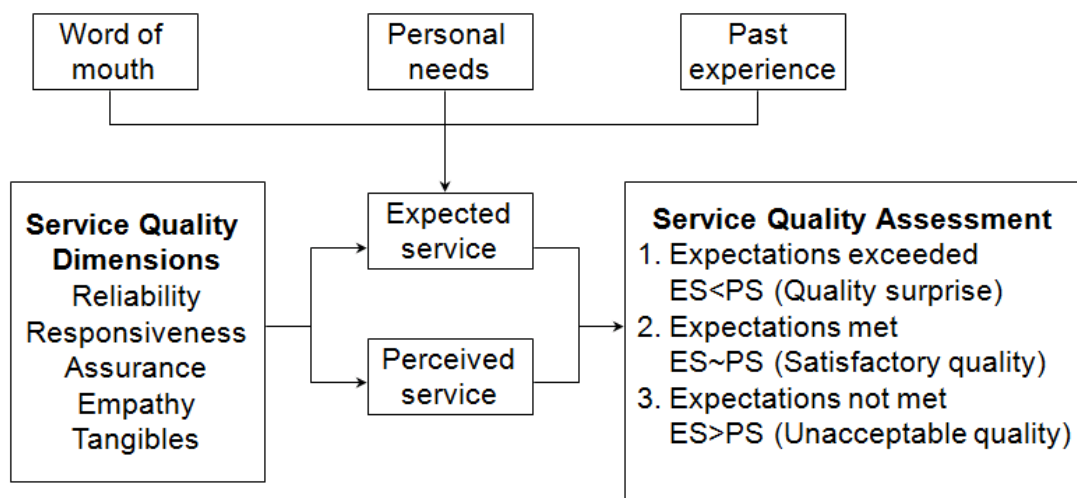 Word of
mouth
Personal
needs
Past
experience
Service Quality
Dimensions
Reliability
Responsiveness
Assurance
Empathy
Tangibles
Expected
service
Perceived
service
Service Quality Assessment
1. Expectations exceeded
ES<PS (Quality surprise)
2. Expectations met
ES~PS (Satisfactory quality)
3. Expectations not met
ES>PS (Unacceptable quality)